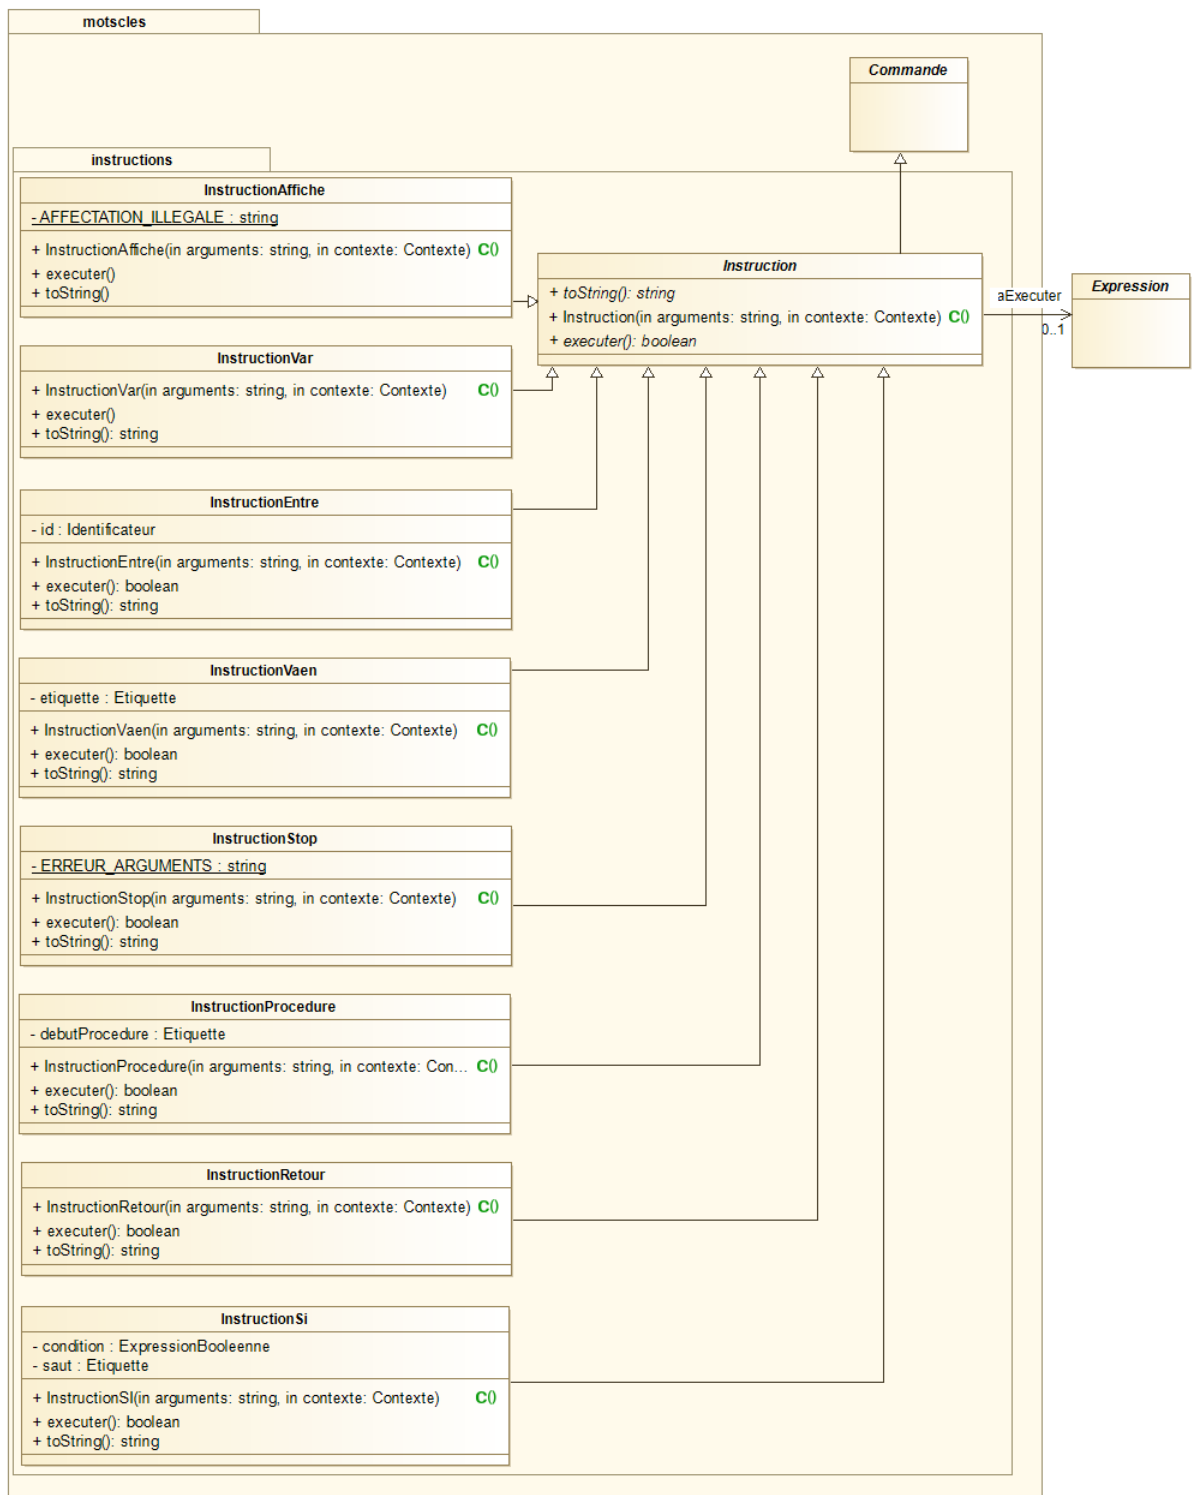 motscles
Commande
instructions
InstructionAffiche
- AFFECTATION_ILLEGALE : string
+ InstructionAffiche(in arguments: string, in contexte: Contexte) C()
+ executer()
+ toString()
Instruction
+ toString(): string
+ Instruction(in arguments: string, in contexte: Contexte) C()
+ executer(): boolean
aExecuter
0..1
Expression
InstructionVar
+ InstructionVar(in arguments: string, in contexte: Contexte) C()
+ executer()
+ toString(): string
InstructionEntre
- id : Identificateur
+ InstructionEntre(in arguments: string, in contexte: Contexte) C()
+ executer(): boolean
+ toString(): string
InstructionVaen
- etiquette : Etiquette
+ InstructionVaen(in arguments: string, in contexte: Contexte) C()
+ executer(): boolean
+ toString(): string
InstructionStop
- ERREUR_ARGUMENTS : string
+ InstructionStop(in arguments: string, in contexte: Contexte) C()
+ executer(): boolean
+ toString(): string
InstructionProcedure
- debutProcedure : Etiquette
+ InstructionProcedure(in arguments: string, in contexte: Con... C()
+ executer(): boolean
+ toString(): string
InstructionRetour
+ InstructionRetour(in arguments: string, in contexte: Contexte) C()
+ executer(): boolean
+ toString(): string
InstructionSi
- condition : ExpressionBooleenne
- saut : Etiquette
+ InstructionSI(in arguments: string, in contexte: Contexte) C()
+ executer(): boolean
+ toString(): string